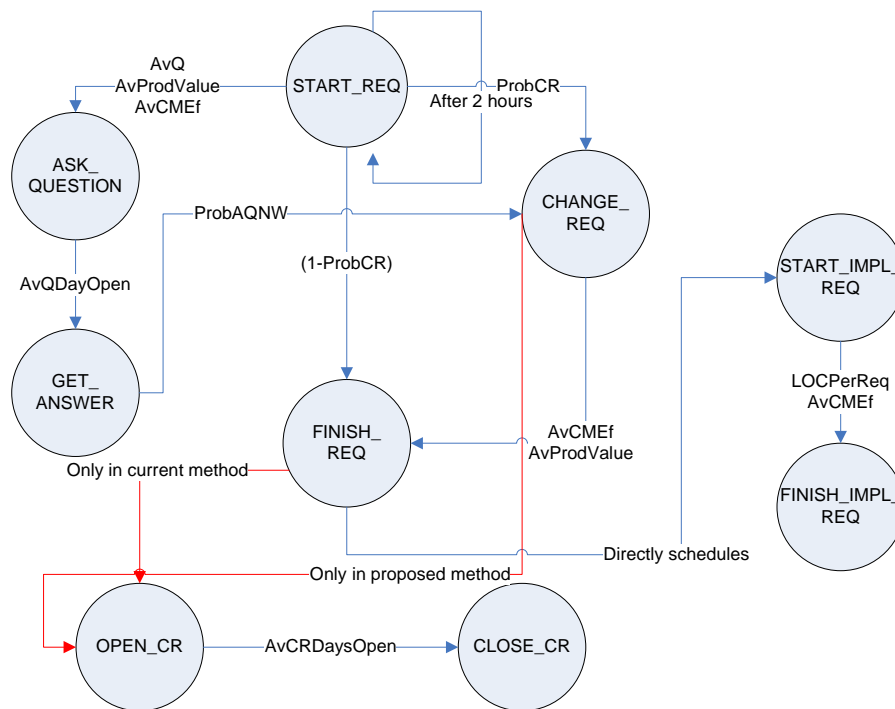 AvQ
AvProdValue
AvCMEf
START_REQ
ProbCR
After 2 hours
ASK_
QUESTION
CHANGE_
REQ
ProbAQNW
START_IMPL_
REQ
(1-ProbCR)
AvQDayOpen
GET_
ANSWER
LOCPerReq
AvCMEf
FINISH_
REQ
AvCMEf
AvProdValue
Only in current method
FINISH_IMPL_
REQ
Directly schedules
Only in proposed method
OPEN_CR
AvCRDaysOpen
CLOSE_CR